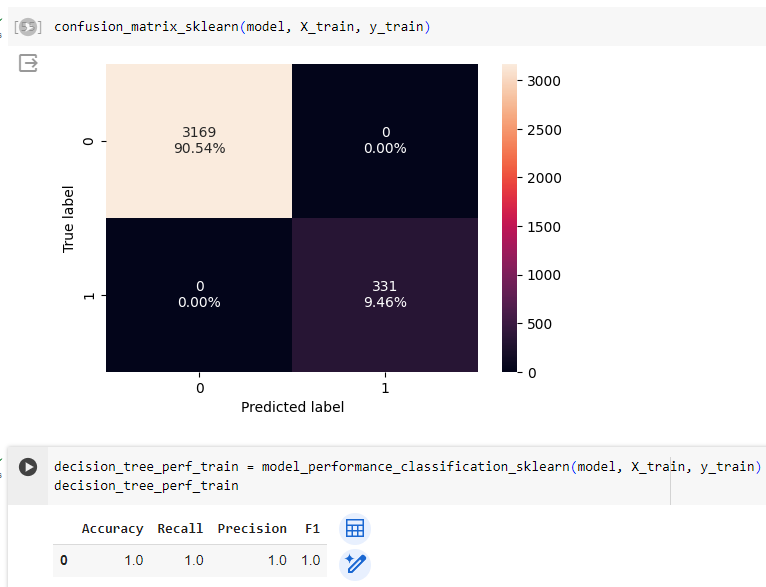 [55] confusion_matrix_sklearn(model, X_train, y_train)
3169
90.54%
0
0.00%
0
0.00%
331
9.46%
True label
0
1
0
1
Predicted label
3000
2500
2000
1500
1000
500
0
decision_tree_perf_train = model_performance_classification_sklearn(model, X_train, y_train)
decision_tree_perf_train
Accuracy Recall Precision F1
0 1.0 1.0 1.0 1.0